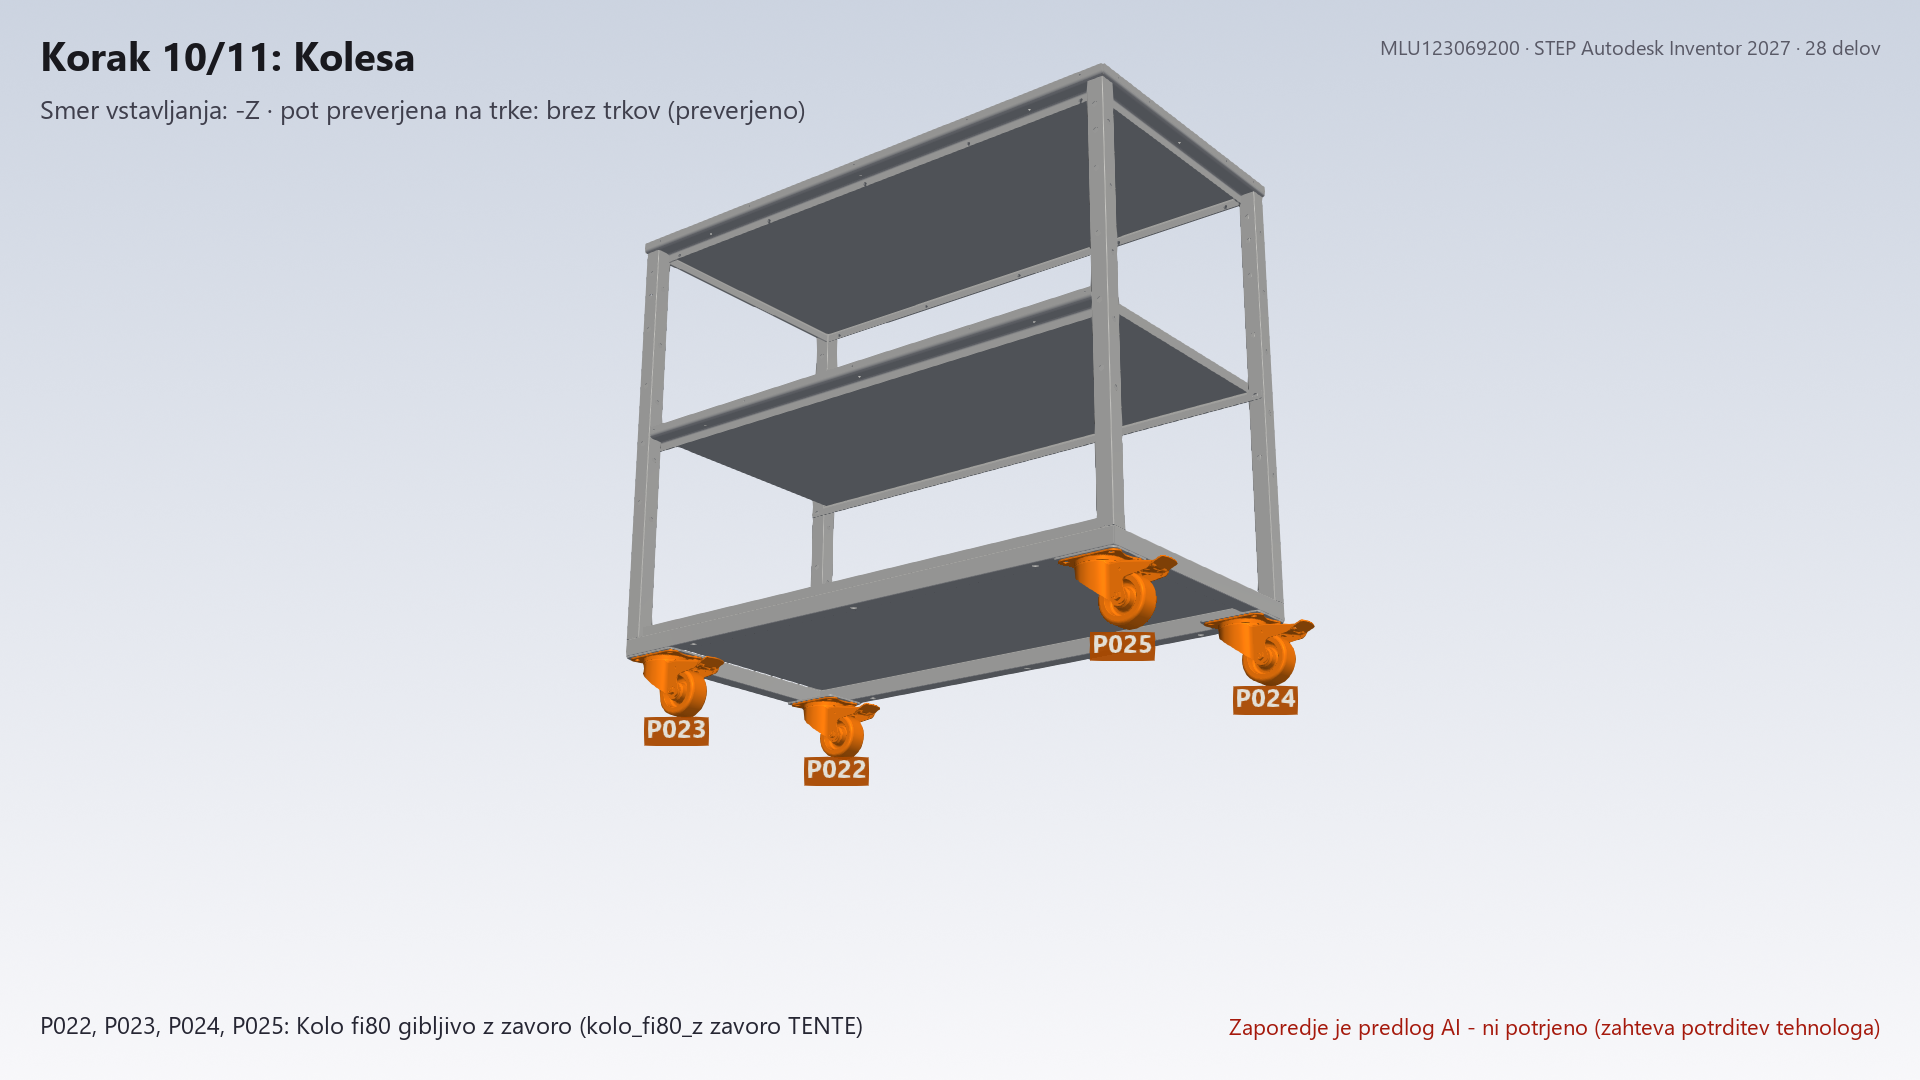 Korak 10/11: Kolesa
MLU123069200 · STEP Autodesk Inventor 2027 · 28 delov
Smer vstavljanja: -Z · pot preverjena na trke: brez trkov (preverjeno)
P025
P024
P023
P022
P022, P023, P024, P025: Kolo fi80 gibljivo z zavoro (kolo_fi80_z zavoro TENTE)
Zaporedje je predlog AI - ni potrjeno (zahteva potrditev tehnologa)